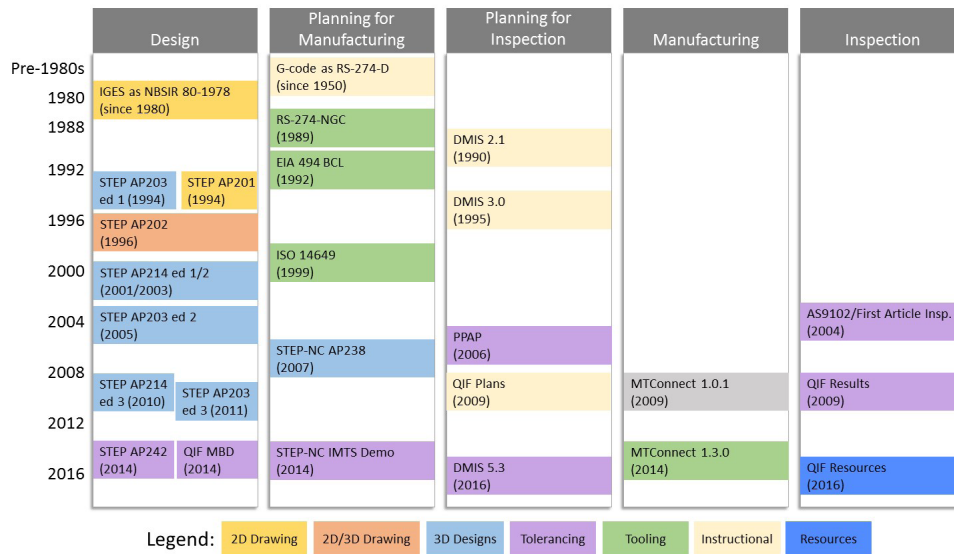 Design
Planning for
Manufacturing
Planning for
Inspection
Manufacturing
Inspection
Pre-1980s
1980
1988
1992
1996
2000
2004
2008
2012
2016
IGES as NBSIR 80-1978
(since 1980)
STEP AP203
ed 1 (1994)
STEP AP201
(1994)
STEP AP202
(1996)
STEP AP214 ed 1/2
(2001/2003)
STEP AP203 ed 2
(2005)
STEP AP214
ed 3 (2010)
STEP AP203
ed 3 (2011)
STEP AP242
(2014)
QIF MBD
(2014)
G-code as RS-274-D
(since 1950)
RS-274-NGC
(1989)
EIA 494 BCL
(1992)
ISO 14649
(1999)
STEP-NC AP238
(2007)
STEP-NC IMTS Demo
(2014)
DMIS 2.1
(1990)
DMIS 3.0
(1995)
PPAP
(2006)
QIF Plans
(2009)
DMIS 5.3
(2016)
MTConnect 1.0.1
(2009)
MTConnect 1.3.0
(2014)
AS9102/First Article Insp.
(2004)
QIF Results
(2009)
QIF Resources
(2016)
Legend:
2D Drawing
2D/3D Drawing
3D Designs
Tolerancing
Tooling
Instructional
Resources